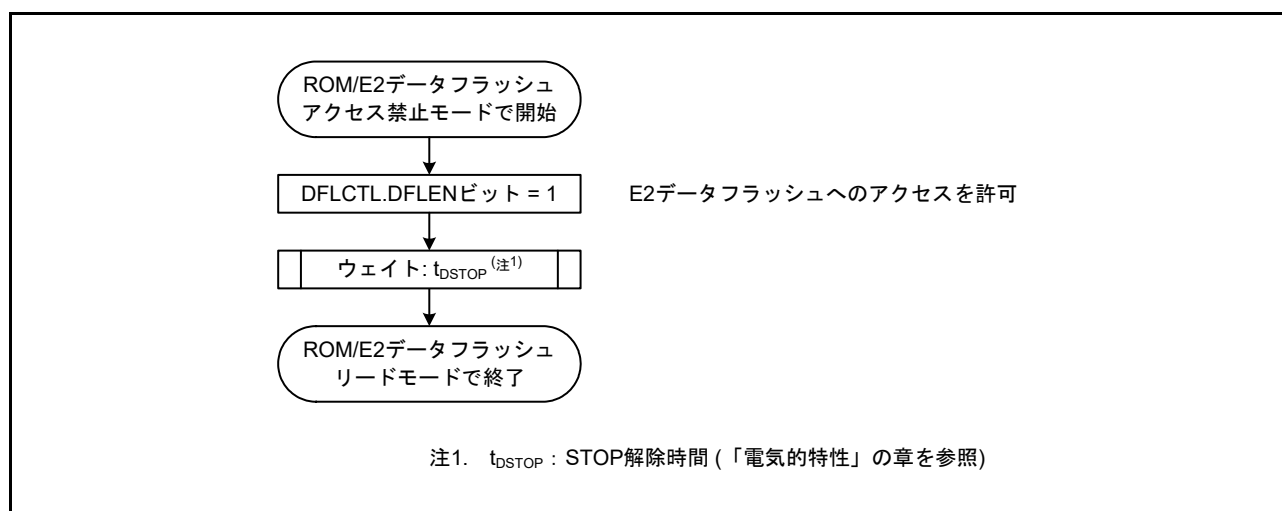 ROM/E2データフラッシュ
アクセス禁止モードで開始
DFLCTL.DFLENビット = 1
E2データフラッシュへのアクセスを許可
ウェイト: tDSTOP (注1)
ROM/E2データフラッシュ
リードモードで終了
注1. tDSTOP : STOP解除時間 (「電気的特性」の章を参照)